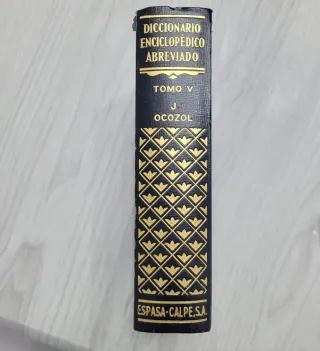 DICCIONARIO
ENCICLOPÉDICO
ABREVIADO
TOMO V
J
OCOZOL
ESPASA-CALPE, S.A.